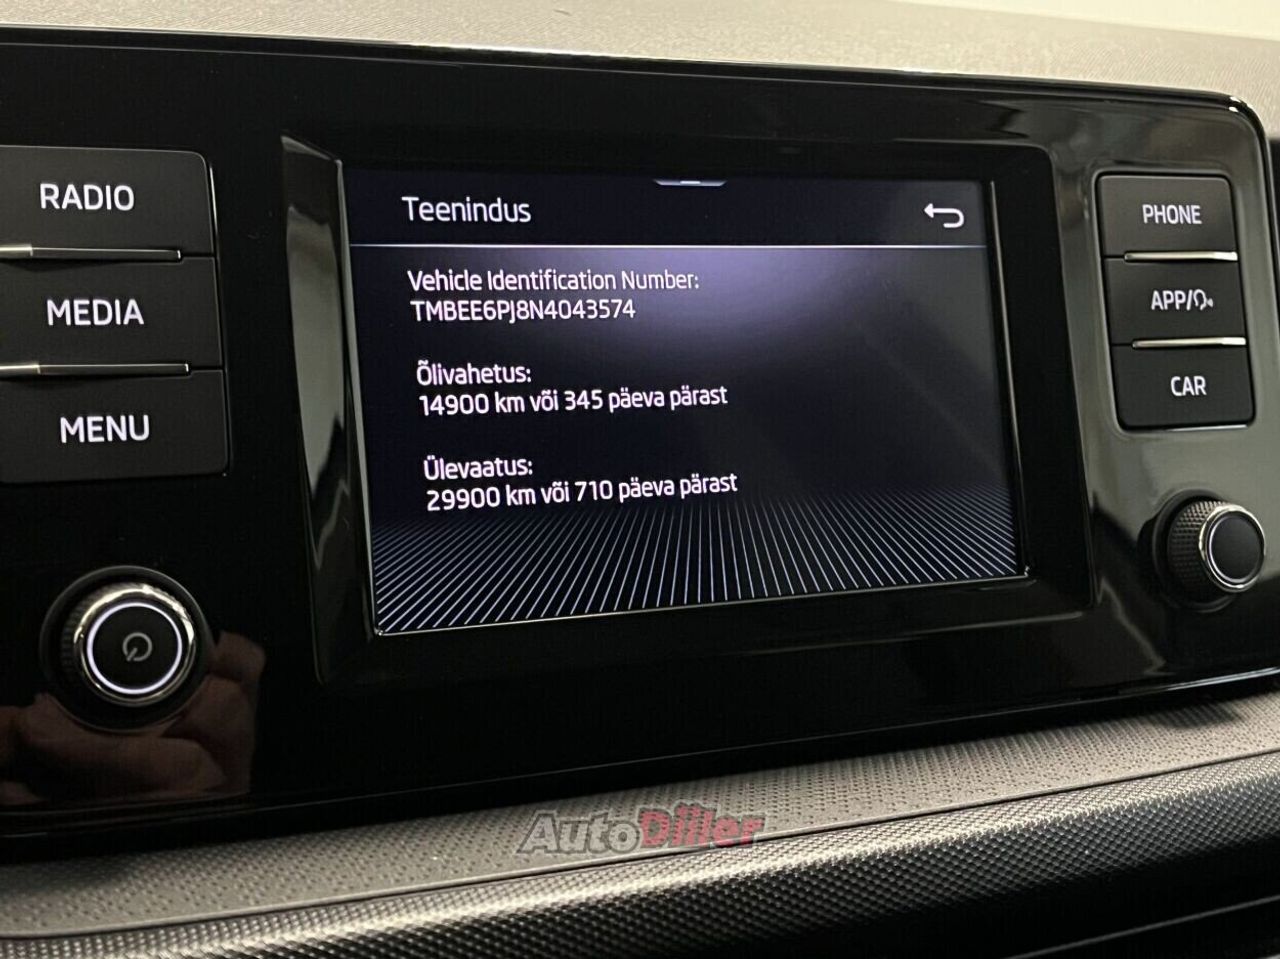 RADIO
MEDIA
MENU
Teenindus
Vehicle Identification Number:
TMBEE6PJ8N4043574
Õlivahetus:
14900 km või 345 päeva pärast
Ülevaatus:
29900 km või 710 päeva pärast
PHONE
APP/
CAR
AutoDiiler